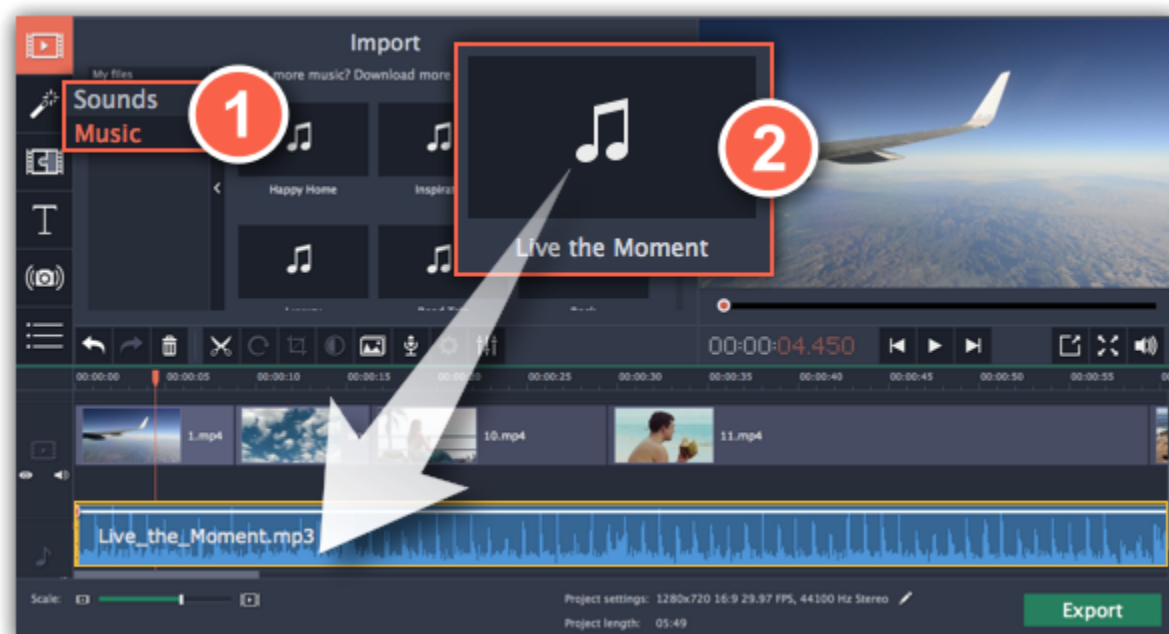 Import
My files
more music? Download more
Sounds
Music
1
2
Happy Home
Inspirat
Live the Moment
T
00:00:04.450
00:00:00 00:00:05 00:00:10 00:00:15 00:00:20 00:00:25 00:00:30 00:00:35 00:00:40 00:00:45 00:00:50 00:00:55
1.mp4
10.mp4
11.mp4
Live_the_Moment.mp3
Scale:
Project settings: 1280x720 16:9 29.97 FPS, 44100 Hz Stereo
Project length: 05:49
Export